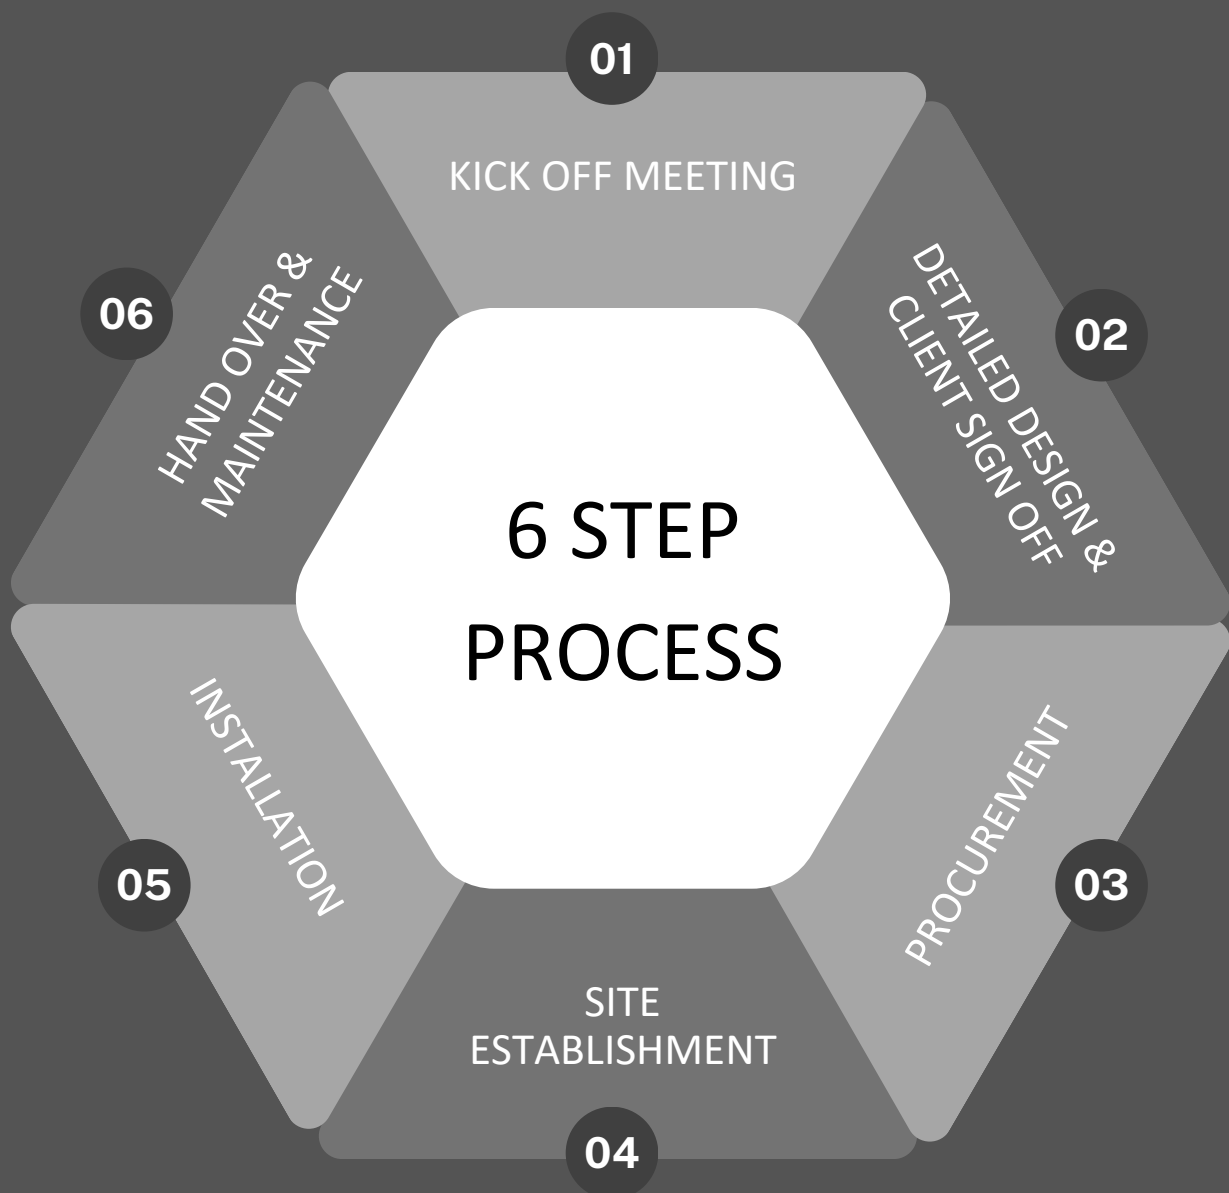 01
KICK OFF MEETING
02
DETAILED DESIGN &
CLIENT SIGN OFF
03
PROCUREMENT
04
SITE
ESTABLISHMENT
05
INSTALLATION
06
HAND OVER &
MAINTENANCE
6 STEP
PROCESS